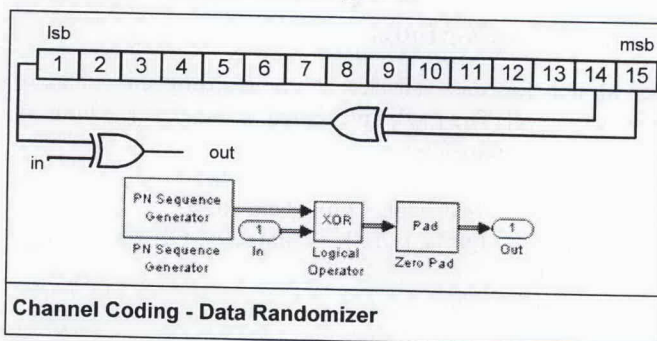 lsb msb
1 2 3 4 5 6 7 8 9 10 11 12 13 14 15
in out
PN Sequence
Generator
XOR
Pad
1
1
In
Out
PN Sequence
Generator
Logical
Operator
Zero Pad
Channel Coding - Data Randomizer